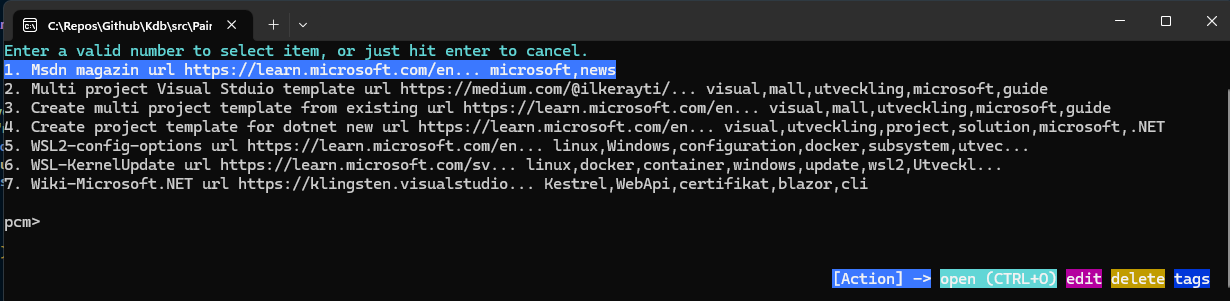 C:\Repos\Github\Kdb\src\Pair
Enter a valid number to select item, or just hit enter to cancel.
1. Msdn magazin url https://learn.microsoft.com/en... microsoft,news
2. Multi project Visual Stduio template url https://medium.com/@ilkerayti/... visual,mall,utveckling,microsoft,guide
3. Create multi project template from existing url https://learn.microsoft.com/en... visual,mall,utveckling,microsoft,guide
4. Create project template for dotnet new url https://learn.microsoft.com/en... visual,utveckling,project,solution,microsoft,.NET
5. WSL2-config-options url https://learn.microsoft.com/en... linux,Windows,configuration,docker,subsystem,utvec...
6. WSL-KernelUpdate url https://learn.microsoft.com/sv... linux,docker,container,windows,update,wsl2,Utveckl...
7. Wiki-Microsoft.NET url https://klingsten.visualstudio... Kestrel,WebApi,certifikat,blazor,cli
pcm>
[Action] -> open (CTRL+O) edit delete tags